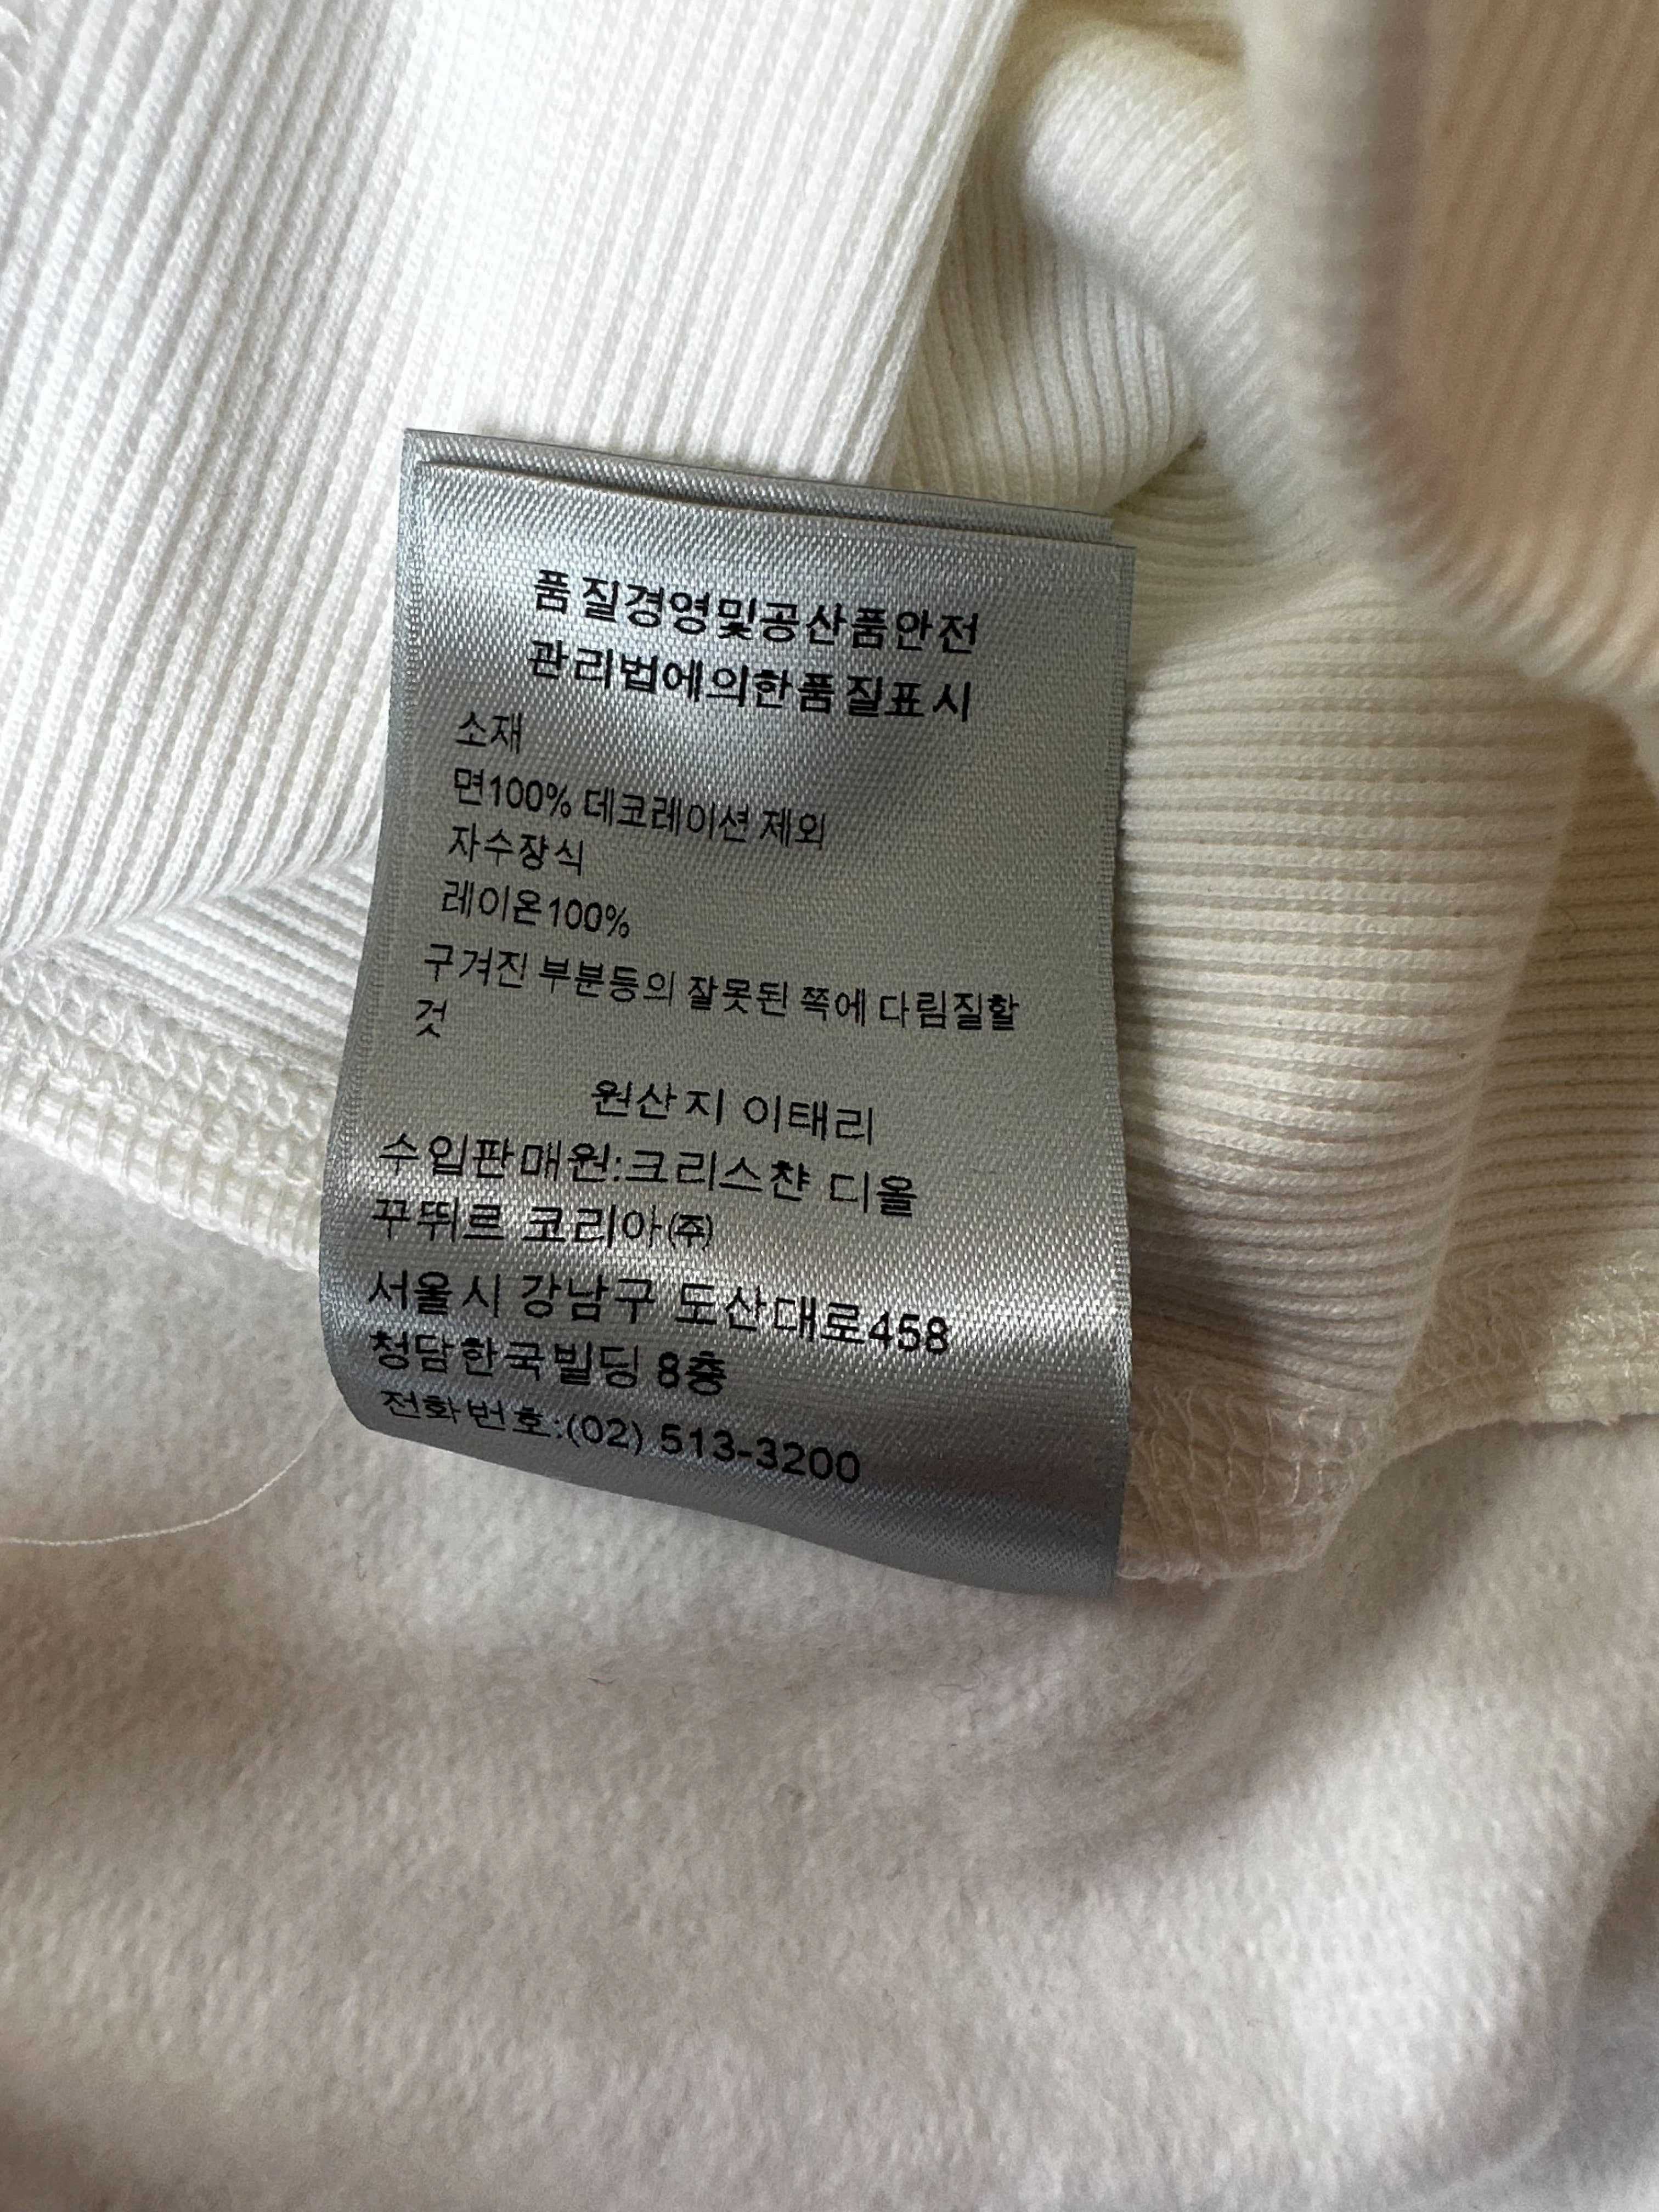 품질경영및공산품안전
관리법에의한품질표시
소재
면100% 데코레이션 제외
자수장식
레이온100%
구겨진 부분등의 잘못된 쪽에 다림질할
것
원산지 이태리
수입판매원:크리스챤 디올
꾸뛰르 코리아㈜
서울시 강남구 도산대로458
청담한국빌딩 8층
전화번호:(02) 513-3200